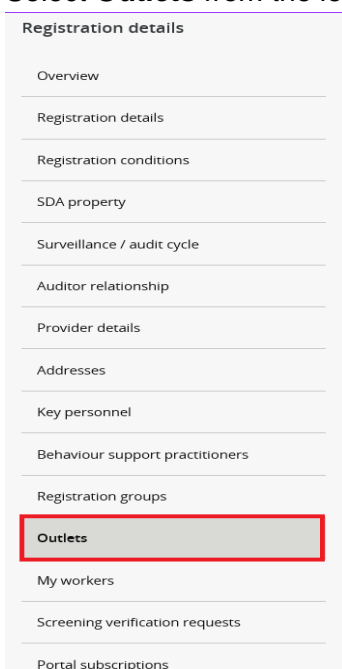 Select Outlets from the le
Registration details
Overview
Registration details
Registration conditions
SDA property
Surveillance / audit cycle
Auditor relationship
Provider details
Addresses
Key personnel
Behaviour support practitioners
Registration groups
Outlets
My workers
Screening verification requests
Portal subscriptions